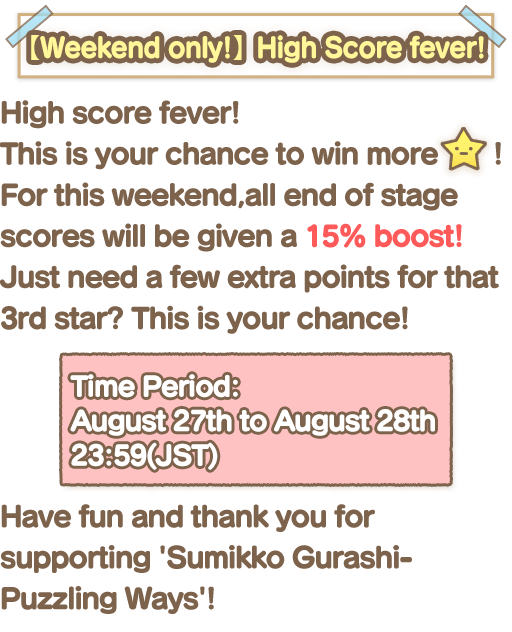 【Weekend only!】High Score fever!
High score fever!
This is your chance to win more !
For this weekend,all end of stage
scores will be given a 15% boost!
Just need a few extra points for that
3rd star? This is your chance!
Time Period:
August 27th to August 28th
23:59(JST)
Have fun and thank you for
supporting 'Sumikko Gurashi-
Puzzling Ways'!